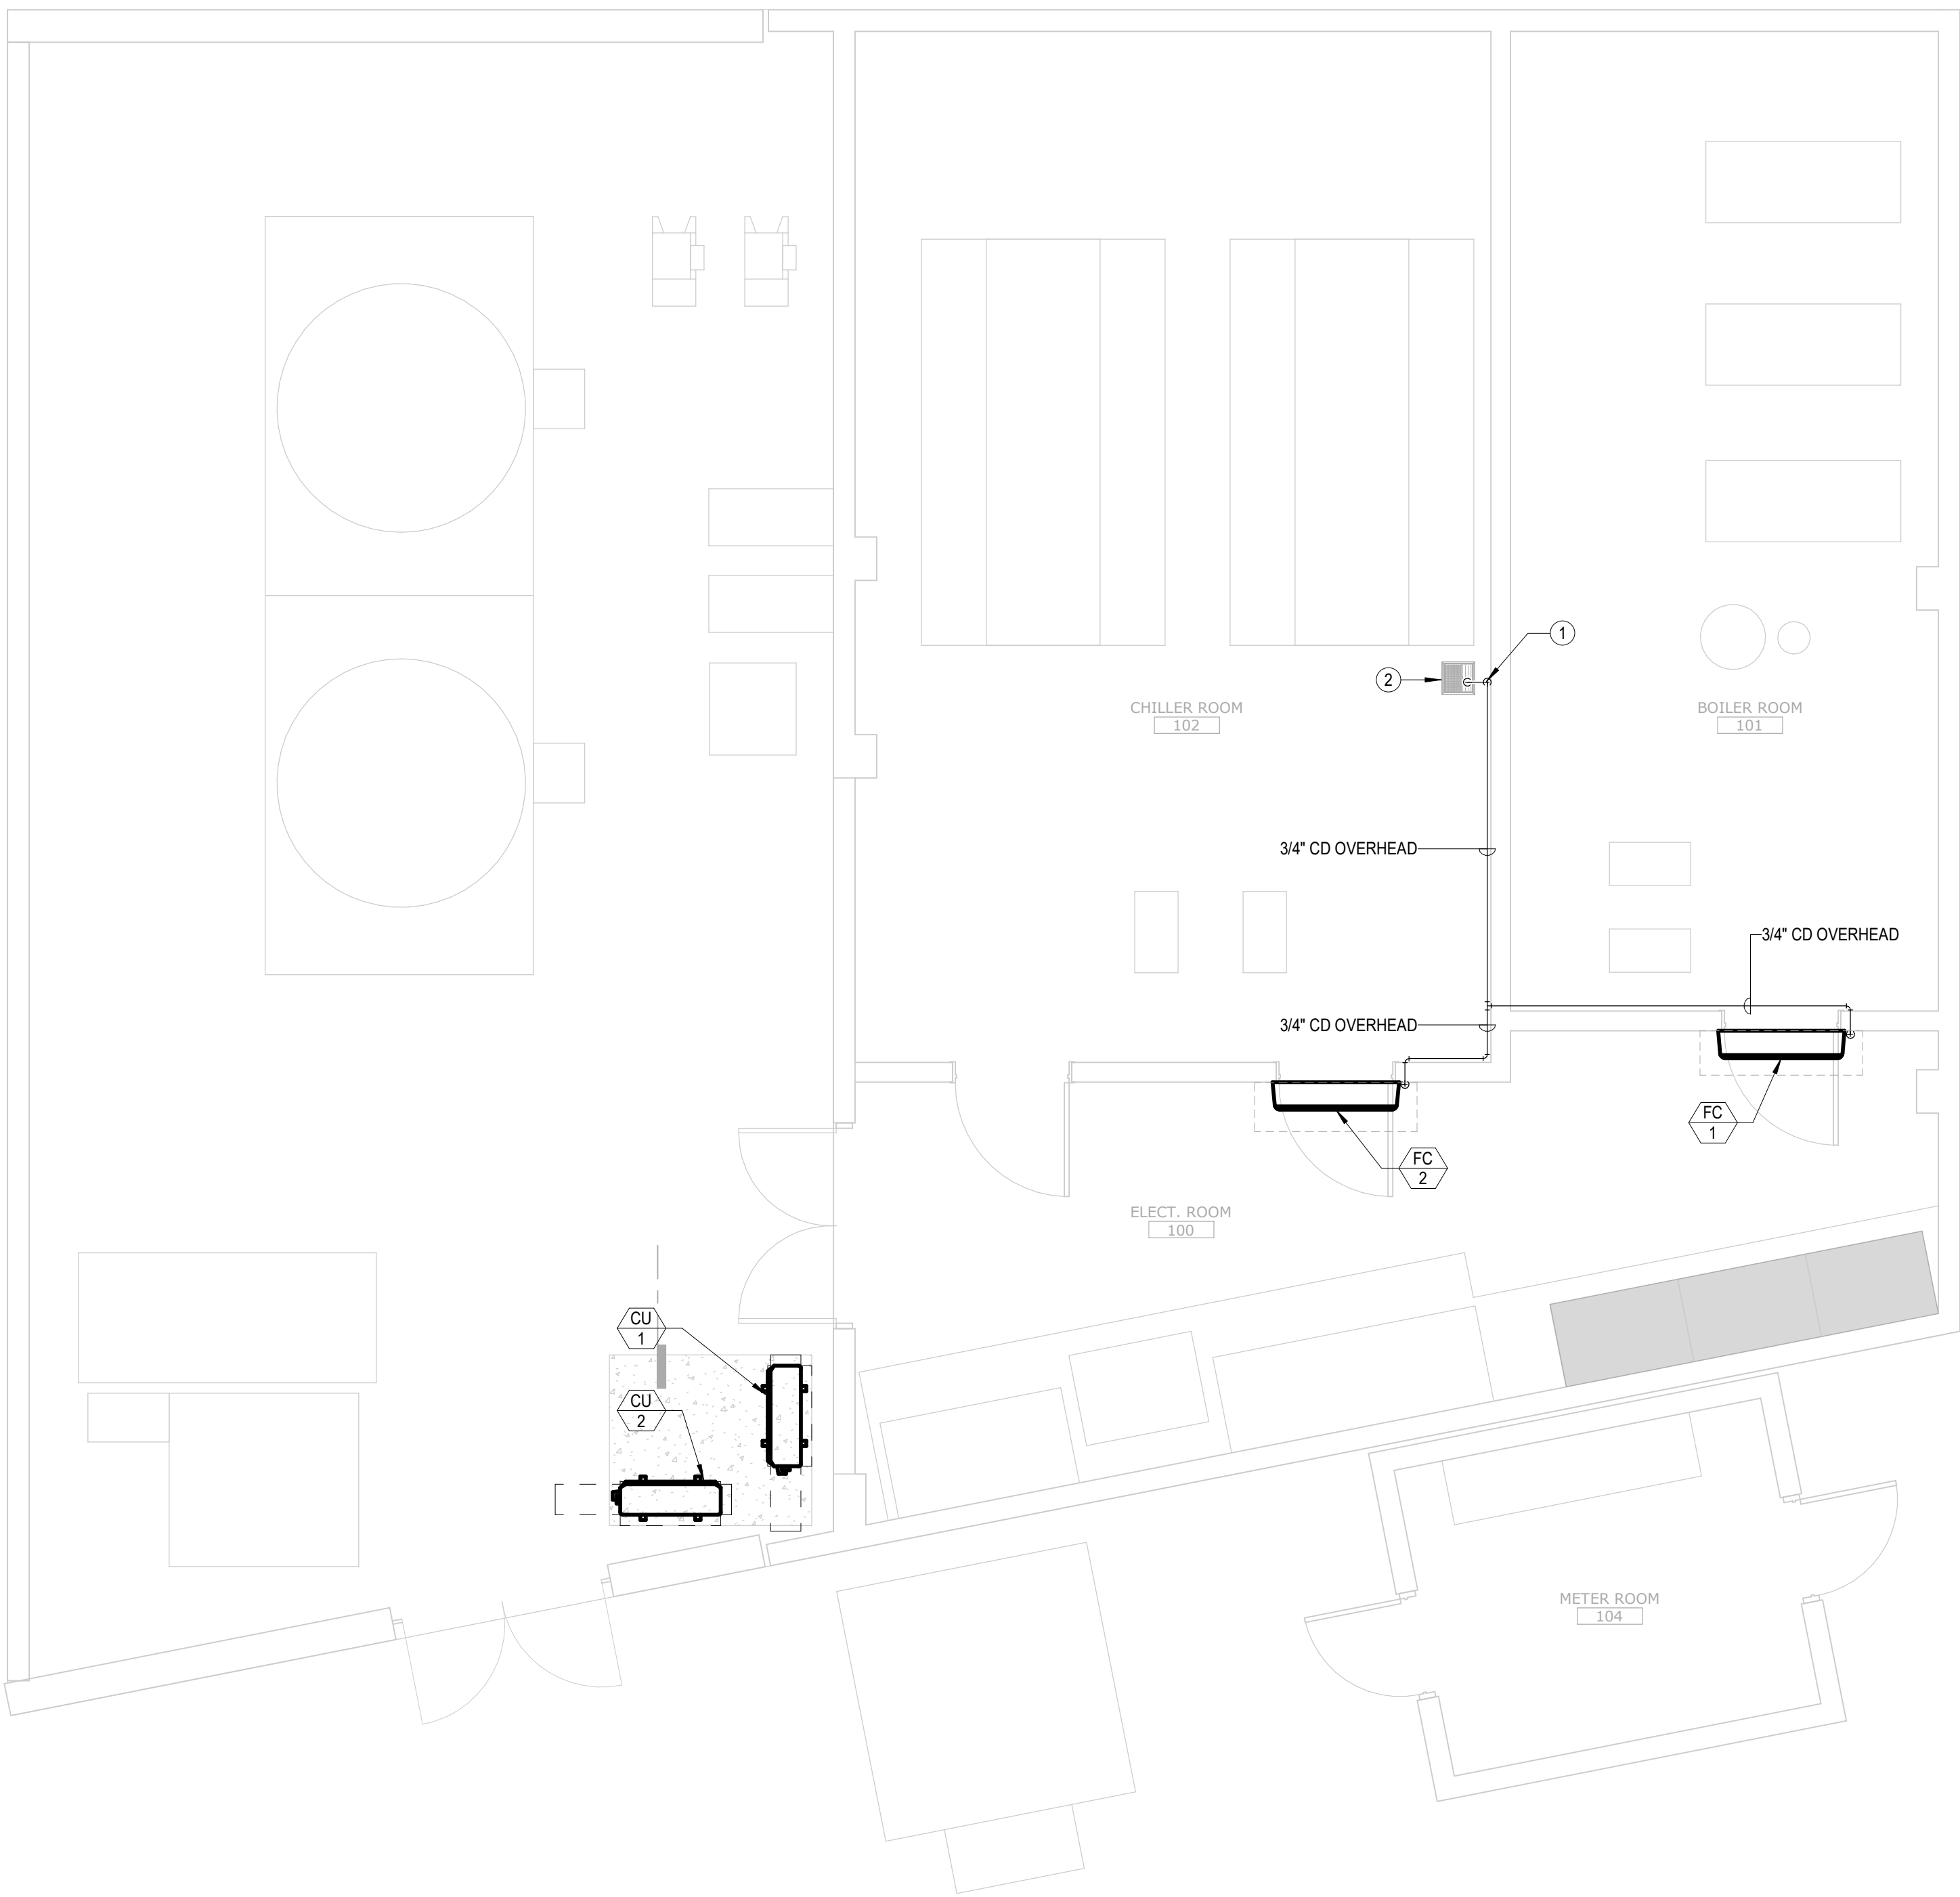 1
2
CHILLER ROOM
102
BOILER ROOM
101
3/4" CD OVERHEAD
3/4" CD OVERHEAD
3/4" CD OVERHEAD
FC
1
FC
2
ELECT. ROOM
100
CU
1
CU
2
METER ROOM
104